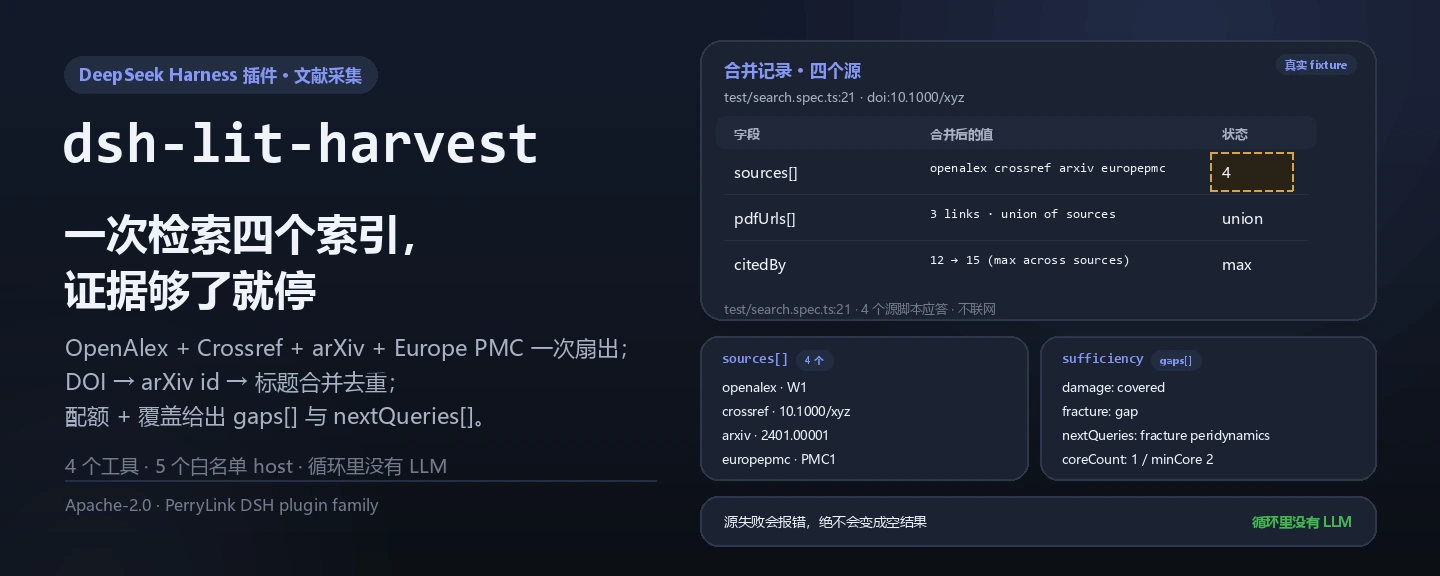 DeepSeek Harness 插件 · 文献采集
dsh-lit-harvest
一次检索四个索引,
证据够了就停
OpenAlex + Crossref + arXiv + Europe PMC 一次扇出;
DOI → arXiv id → 标题合并去重;
配额 + 覆盖给出 gaps[] 与 nextQueries[]。
4 个工具 · 5 个白名单 host · 循环里没有 LLM
Apache-2.0 · PerryLink DSH plugin family
合并记录 · 四个源
真实 fixture
test/search.spec.ts:21 · doi:10.1000/xyz
字段 合并后的值 状态
sources[] openalex crossref arxiv europepmc 4
pdfUrls[] 3 links · union of sources union
citedBy 12 → 15 (max across sources) max
test/search.spec.ts:21 · 4 个源脚本应答 · 不联网
sources[] 4 个
openalex · W1
crossref · 10.1000/xyz
arxiv · 2401.00001
europepmc · PMC1
sufficiency gaps[]
damage: covered
fracture: gap
nextQueries: fracture peridynamics
coreCount: 1 / minCore 2
源失败会报错，绝不会变成空结果
循环里没有 LLM